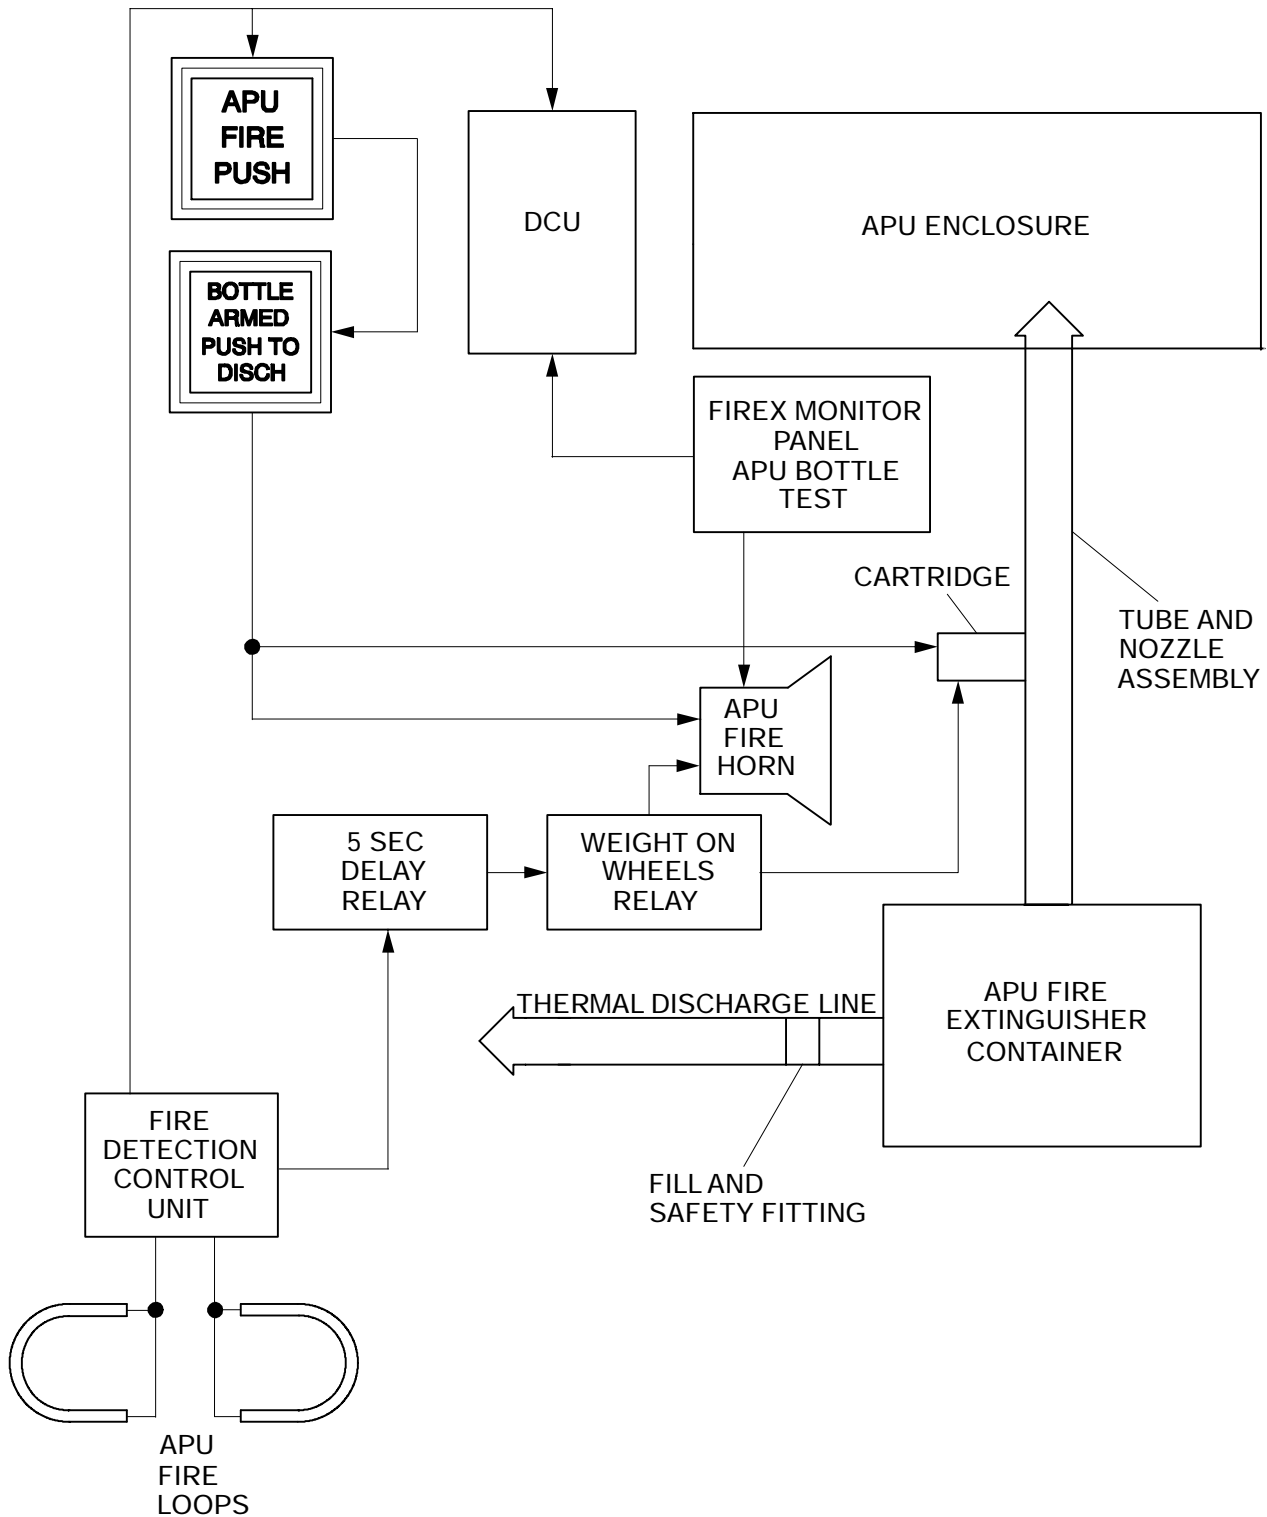 APU
FIRE
PUSH
BOTTLE
ARMED
PUSH TO
DISCH
DCU
APU ENCLOSURE
FIREX MONITOR
PANEL
APU BOTTLE
TEST
CARTRIDGE
TUBE AND
NOZZLE
ASSEMBLY
APU
FIRE
HORN
5 SEC
DELAY
RELAY
WEIGHT ON
WHEELS
RELAY
THERMAL DISCHARGE LINE
APU FIRE
EXTINGUISHER
CONTAINER
FIRE
DETECTION
CONTROL
UNIT
FILL AND
SAFETY FITTING
APU
FIRE
LOOPS